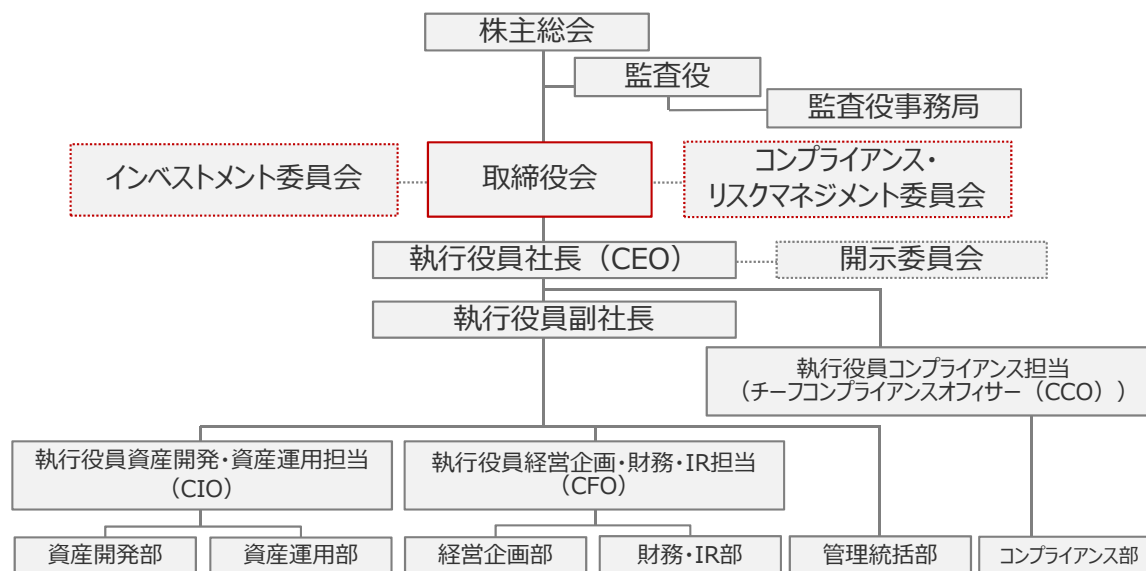 株主総会
監査役
監査役事務局
インベストメント委員会
取締役会
コンプライアンス・
リスクマネジメント委員会
執行役員社長（CEO）
開示委員会
執行役員副社長
執行役員コンプライアンス担当
（チーフコンプライアンスオフィサー（CCO））
執行役員資産開発・資産運用担当
（CIO）
執行役員経営企画・財務・IR担当
（CFO）
資産開発部
資産運用部
経営企画部
財務・IR部
管理統括部
コンプライアンス部